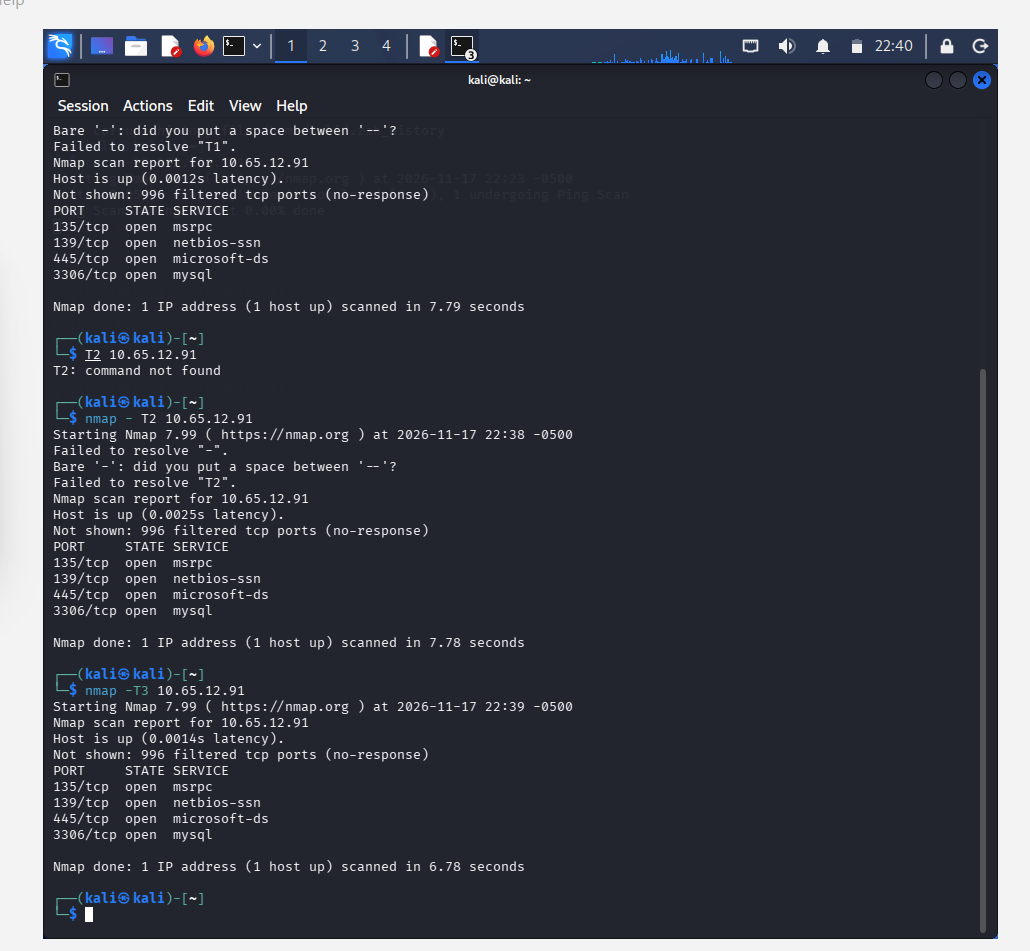 elp
1 2 3 4 3 22:40
kali@kali: ~
Session Actions Edit View Help
Bare '-': did you put a space between '--'?
Failed to resolve "T1".
Nmap scan report for 10.65.12.91
Host is up (0.0012s latency).
Not shown: 996 filtered tcp ports (no-response)
PORT     STATE SERVICE
135/tcp  open  msrpc
139/tcp  open  netbios-ssn
445/tcp  open  microsoft-ds
3306/tcp open  mysql
Nmap done: 1 IP address (1 host up) scanned in 7.79 seconds
┌──(kali㉿kali)-[~]
└─$ T2 10.65.12.91
T2: command not found
┌──(kali㉿kali)-[~]
└─$ nmap - T2 10.65.12.91
Starting Nmap 7.99 ( https://nmap.org ) at 2026-11-17 22:38 -0500
Failed to resolve "-".
Bare '-': did you put a space between '--'?
Failed to resolve "T2".
Nmap scan report for 10.65.12.91
Host is up (0.0025s latency).
Not shown: 996 filtered tcp ports (no-response)
PORT     STATE SERVICE
135/tcp  open  msrpc
139/tcp  open  netbios-ssn
445/tcp  open  microsoft-ds
3306/tcp open  mysql
Nmap done: 1 IP address (1 host up) scanned in 7.78 seconds
┌──(kali㉿kali)-[~]
└─$ nmap -T3 10.65.12.91
Starting Nmap 7.99 ( https://nmap.org ) at 2026-11-17 22:39 -0500
Nmap scan report for 10.65.12.91
Host is up (0.0014s latency).
Not shown: 996 filtered tcp ports (no-response)
PORT     STATE SERVICE
135/tcp  open  msrpc
139/tcp  open  netbios-ssn
445/tcp  open  microsoft-ds
3306/tcp open  mysql
Nmap done: 1 IP address (1 host up) scanned in 6.78 seconds
┌──(kali㉿kali)-[~]
└─$